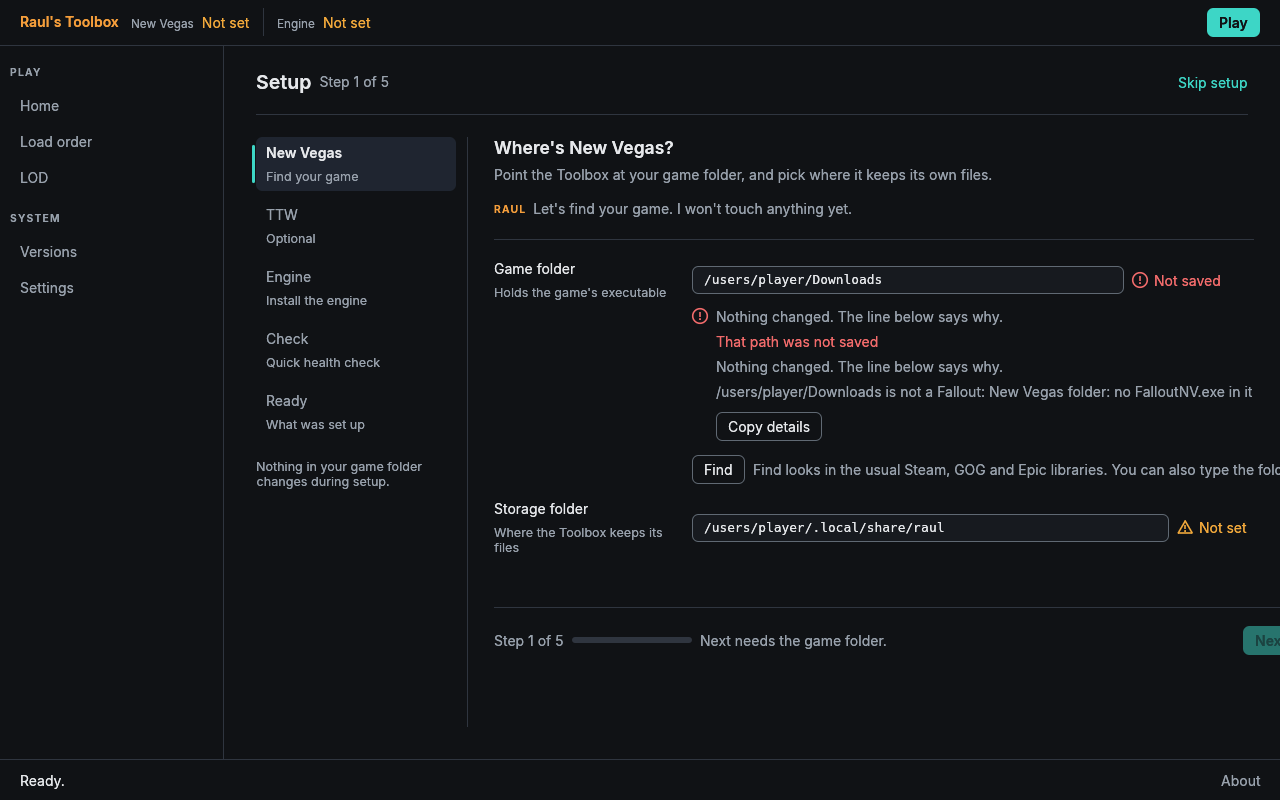 Raul's Toolbox New Vegas Not set Engine Not set Play
PLAY
Home
Load order
LOD
SYSTEM
Versions
Settings
Setup Step 1 of 5 Skip setup
New Vegas
Find your game
TTW
Optional
Engine
Install the engine
Check
Quick health check
Ready
What was set up
Nothing in your game folder
changes during setup.
Where's New Vegas?
Point the Toolbox at your game folder, and pick where it keeps its own files.
RAUL Let's find your game. I won't touch anything yet.
Game folder
Holds the game's executable
/users/player/Downloads Not saved
Nothing changed. The line below says why.
That path was not saved
Nothing changed. The line below says why.
/users/player/Downloads is not a Fallout: New Vegas folder: no FalloutNV.exe in it
Copy details
Find Find looks in the usual Steam, GOG and Epic libraries. You can also type the
Storage folder
Where the Toolbox keeps its
files
/users/player/.local/share/raul Not set
Step 1 of 5 Next needs the game folder.
Ready. About